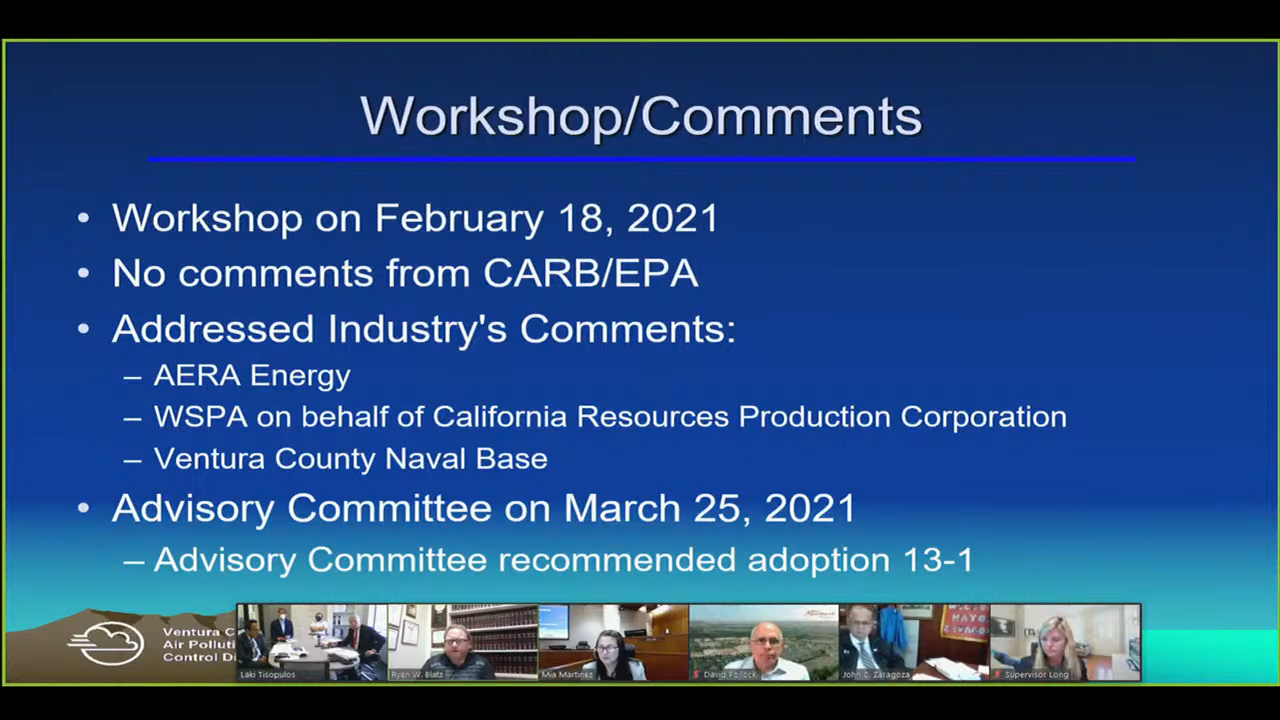 Workshop/Comments
• Workshop on February 18, 2021
• No comments from CARB/EPA
• Addressed Industry's Comments:
– AERA Energy
– WSPA on behalf of California Resources Production Corporation
– Ventura County Naval Base
• Advisory Committee on March 25, 2021
– Advisory Committee recommended adoption 13-1
Ventura C
Air Polluti
Control Di
Laki Tisopulos
Ryan W. Blatz
Mia Martinez
David Pollock
John C. Zaragoza
Supervisor Long